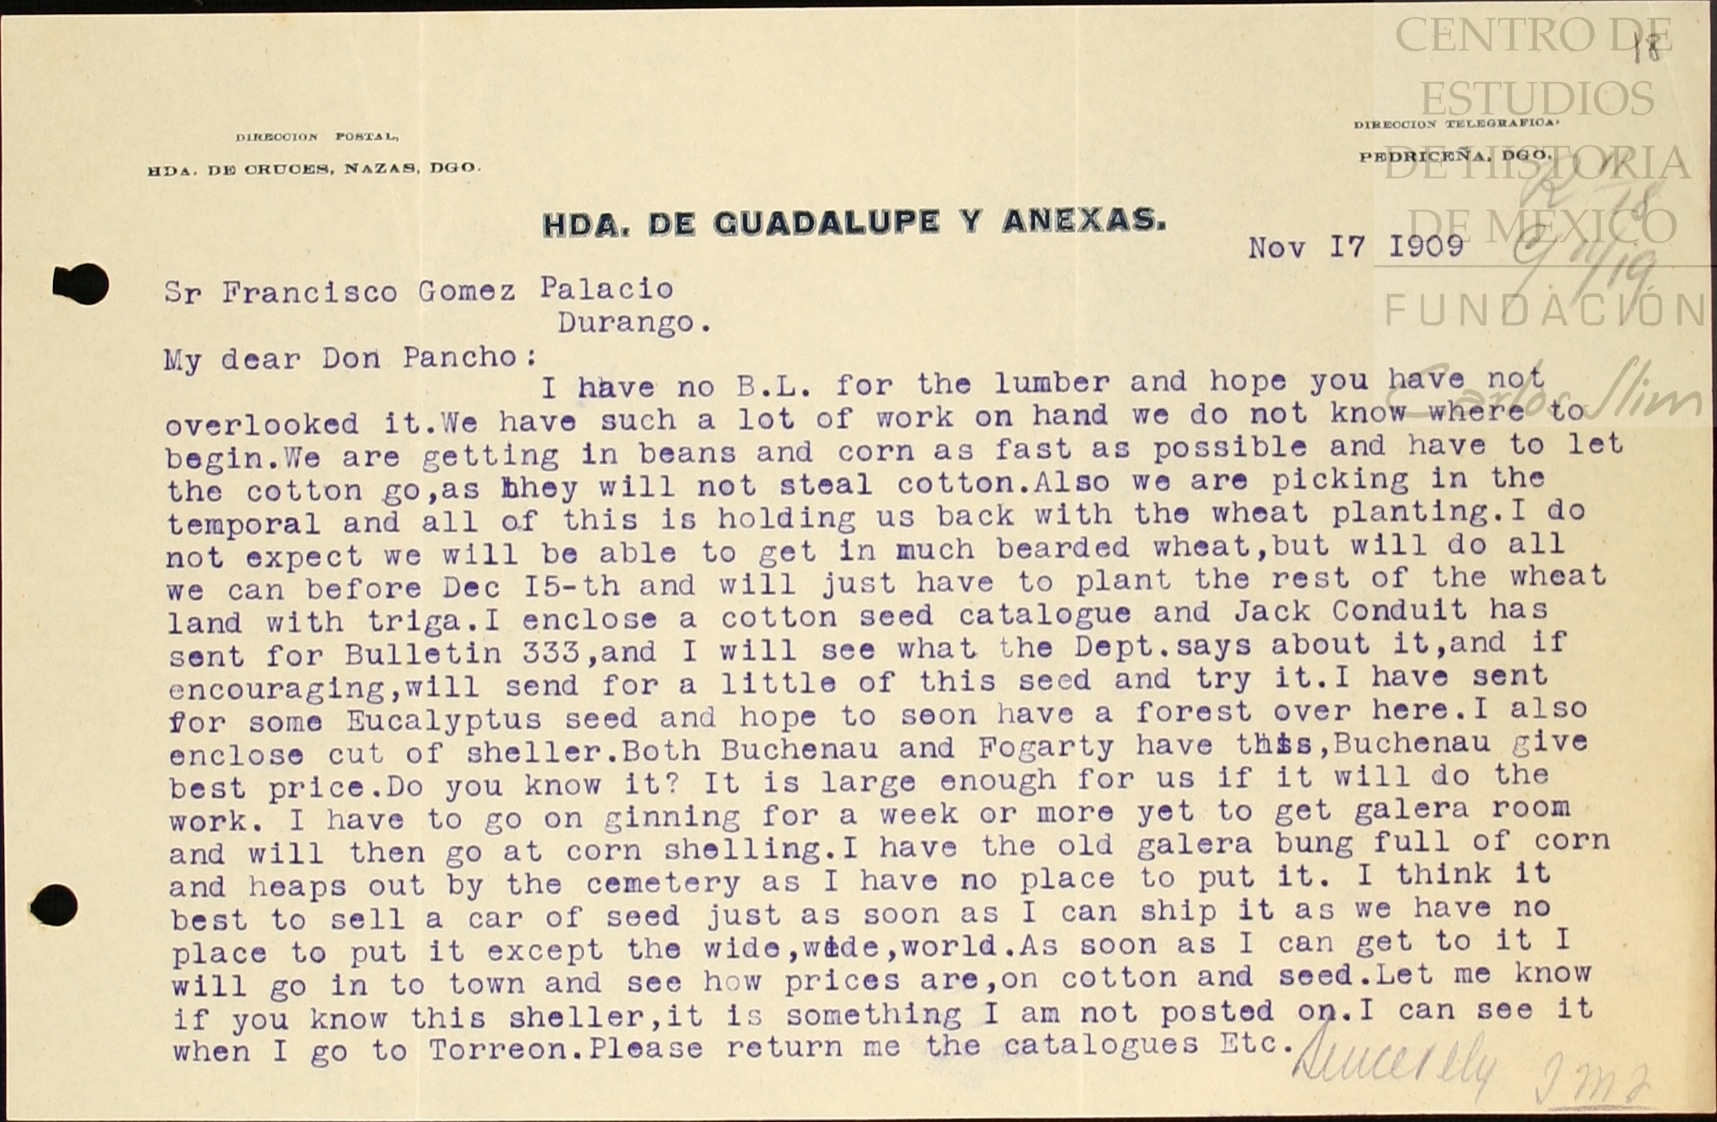 CENTRO DE
ESTUDIOS
DE HISTORIA
DE MEXICO
FUNDACIÓN
Carlos Slim
18
DIRECCION POSTAL,
HDA. DE CRUCES, NAZAS, DGO.
DIRECCION TELEGRAFICA:
PEDRICEÑA, DGO.
R 11/18
11/19
HDA. DE GUADALUPE Y ANEXAS.
Nov 17 1909
Sr Francisco Gomez Palacio
Durango.
My dear Don Pancho:
I have no B.L. for the lumber and hope you have not
overlooked it.We have such a lot of work on hand we do not know where to
begin.We are getting in beans and corn as fast as possible and have to let
the cotton go,as they will not steal cotton.Also we are picking in the
temporal and all of this is holding us back with the wheat planting.I do
not expect we will be able to get in much bearded wheat,but will do all
we can before Dec I5-th and will just have to plant the rest of the wheat
land with triga.I enclose a cotton seed catalogue and Jack Conduit has
sent for Bulletin 333,and I will see what the Dept.says about it,and if
encouraging,will send for a little of this seed and try it.I have sent
for some Eucalyptus seed and hope to soon have a forest over here.I also
enclose cut of sheller.Both Buchenau and Fogarty have this,Buchenau give
best price.Do you know it? It is large enough for us if it will do the
work. I have to go on ginning for a week or more yet to get galera room
and will then go at corn shelling.I have the old galera bung full of corn
and heaps out by the cemetery as I have no place to put it. I think it
best to sell a car of seed just as soon as I can ship it as we have no
place to put it except the wide,wide,world.As soon as I can get to it I
will go in to town and see how prices are,on cotton and seed.Let me know
if you know this sheller,it is something I am not posted on.I can see it
when I go to Torreon.Please return me the catalogues Etc.
Sincerely